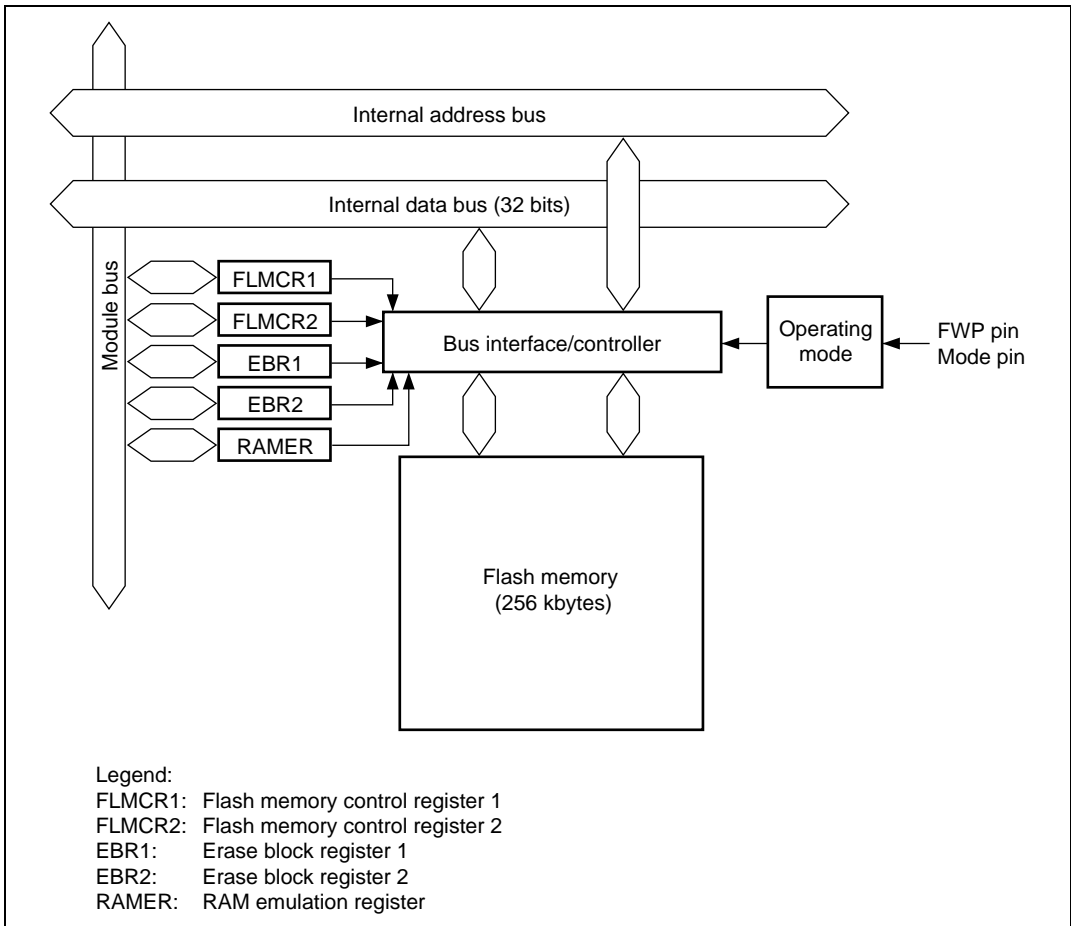 Internal address bus
Internal data bus (32 bits)
Module bus
FLMCR1
FLMCR2
EBR1
EBR2
RAMER
Bus interface/controller
Operating
mode
FWP pin
Mode pin
Flash memory
(256 kbytes)
Legend:
FLMCR1: Flash memory control register 1
FLMCR2: Flash memory control register 2
EBR1: Erase block register 1
EBR2: Erase block register 2
RAMER: RAM emulation register